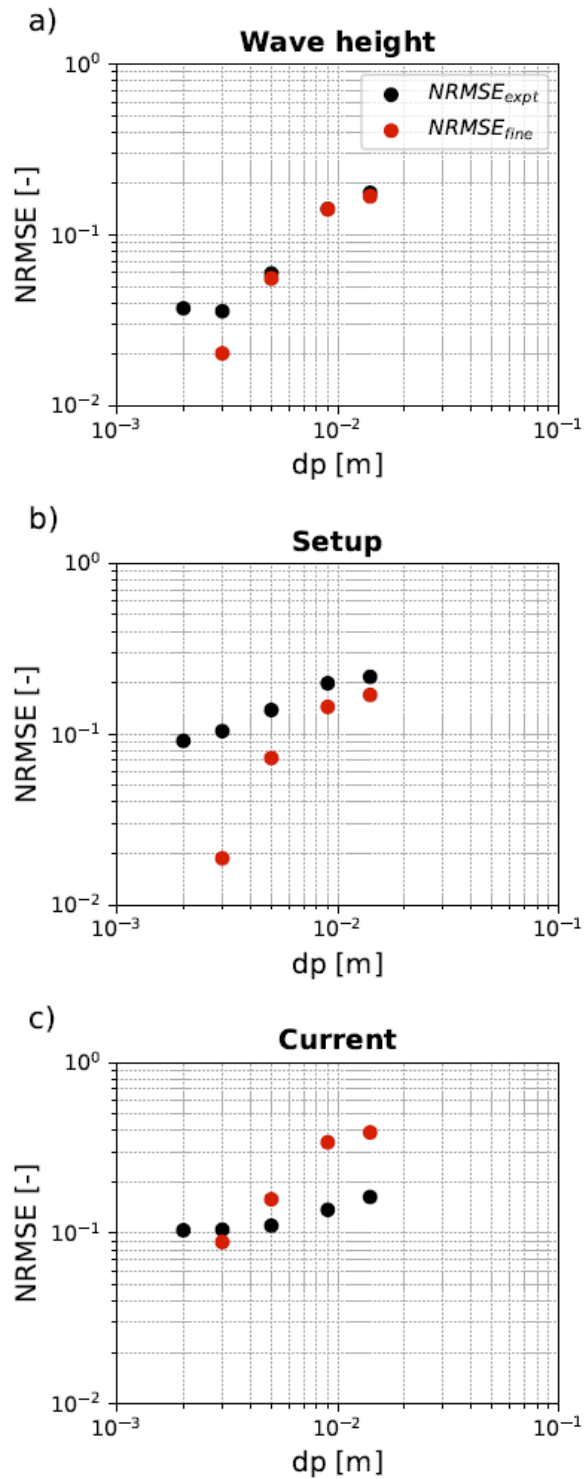 a)
Wave height
NRMSE_expt
NRMSE_fine
10^0
10^-1
10^-2
NRMSE [-]
10^-3
10^-2
10^-1
dp [m]
b)
Setup
10^0
10^-1
10^-2
NRMSE [-]
10^-3
10^-2
10^-1
dp [m]
c)
Current
10^0
10^-1
10^-2
NRMSE [-]
10^-3
10^-2
10^-1
dp [m]